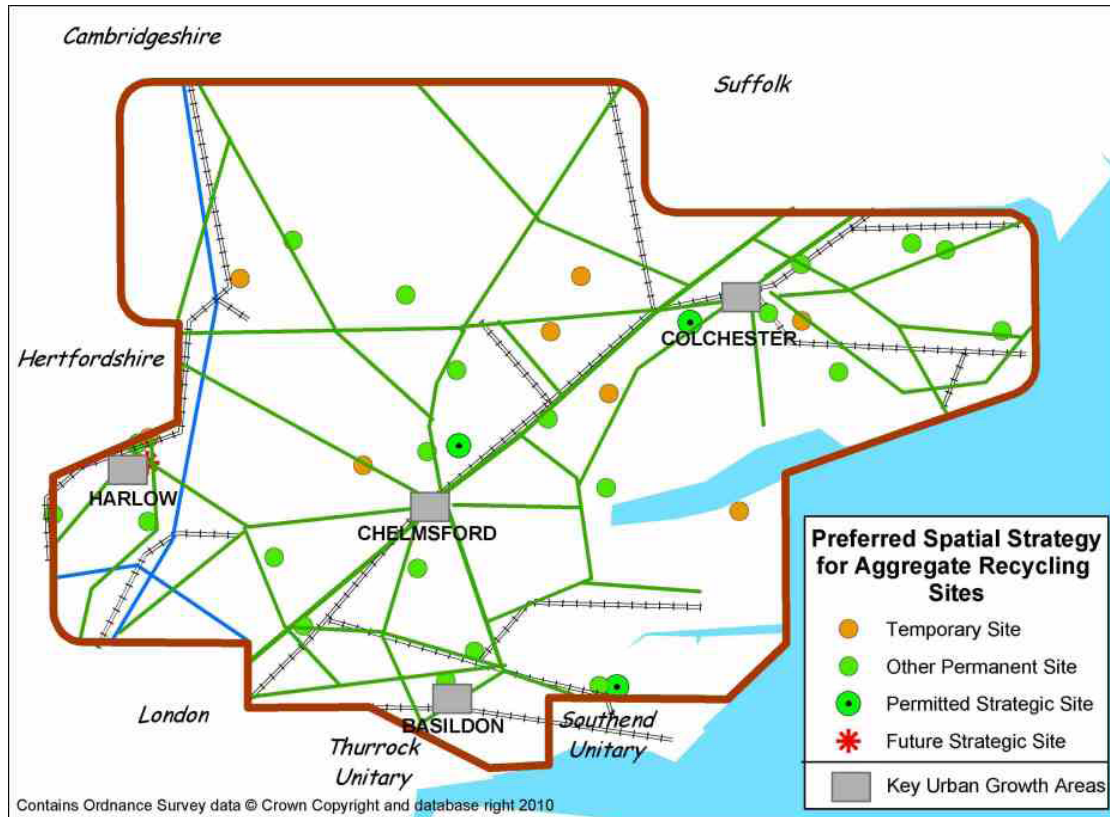 Cambridgeshire
Suffolk
Hertfordshire
COLCHESTER
HARLOW
CHELMSFORD
London
BASILDON
Southend
Unitary
Thurrock
Unitary
Preferred Spatial Strategy
for Aggregate Recycling
Sites
Temporary Site
Other Permanent Site
Permitted Strategic Site
Future Strategic Site
Key Urban Growth Areas
Contains Ordnance Survey data © Crown Copyright and database right 2010